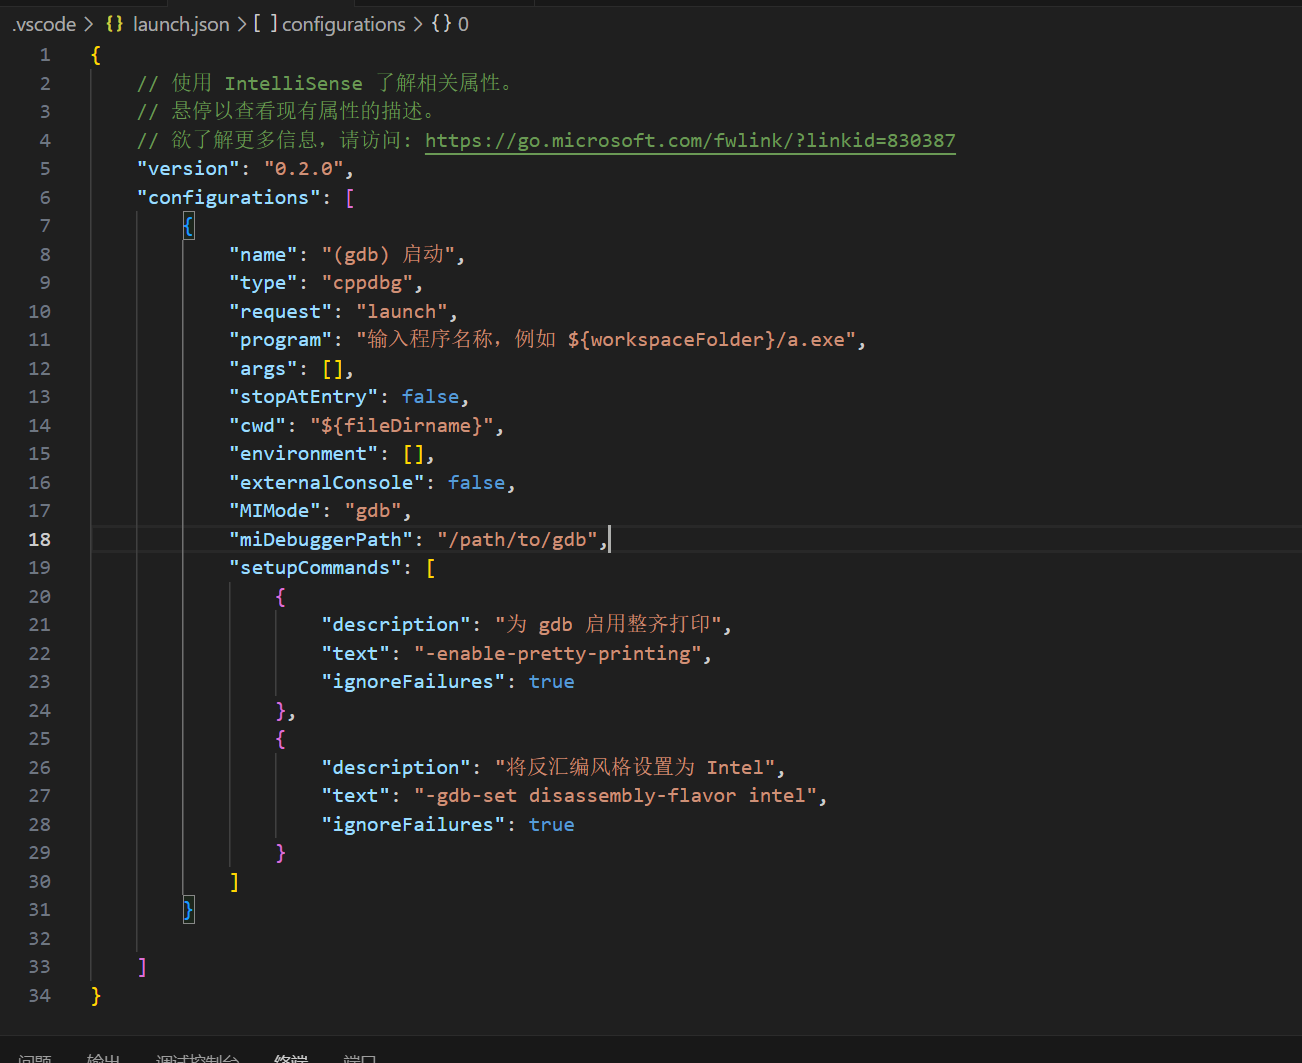 .vscode > {} launch.json > [ ] configurations > {} 0
1 {
2 // 使用 IntelliSense 了解相关属性。
3 // 悬停以查看现有属性的描述。
4 // 欲了解更多信息，请访问: https://go.microsoft.com/fwlink/?linkid=830387
5 "version": "0.2.0",
6 "configurations": [
7 {
8 "name": "(gdb) 启动",
9 "type": "cppdbg",
10 "request": "launch",
11 "program": "输入程序名称，例如 ${workspaceFolder}/a.exe",
12 "args": [],
13 "stopAtEntry": false,
14 "cwd": "${fileDirname}",
15 "environment": [],
16 "externalConsole": false,
17 "MIMode": "gdb",
18 "miDebuggerPath": "/path/to/gdb",
19 "setupCommands": [
20 {
21 "description": "为 gdb 启用整齐打印",
22 "text": "-enable-pretty-printing",
23 "ignoreFailures": true
24 },
25 {
26 "description": "将反汇编风格设置为 Intel",
27 "text": "-gdb-set disassembly-flavor intel",
28 "ignoreFailures": true
29 }
30 ]
31 }
32
33 ]
34 }
问题 输出 调试控制台 终端 端口